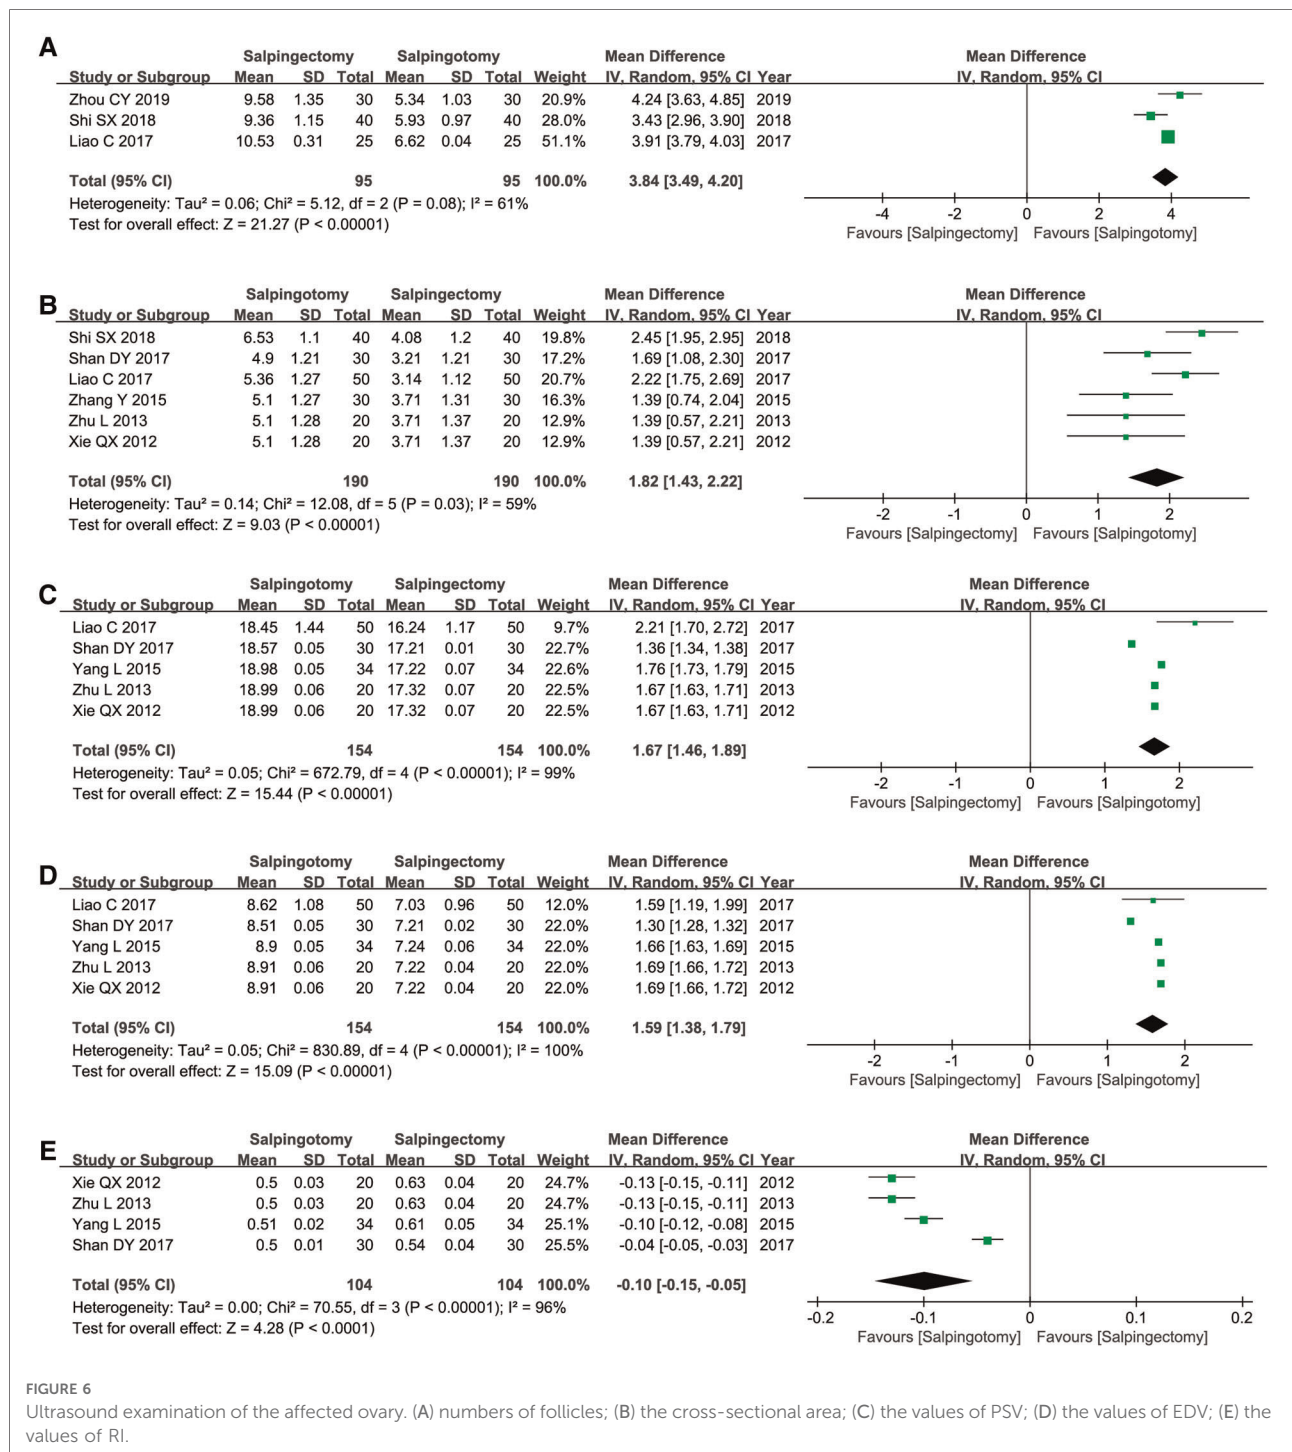 A
Salpingectomy Salpingotomy Mean Difference Mean Difference
Study or Subgroup Mean SD Total Mean SD Total Weight IV, Random, 95% CI Year IV, Random, 95% CI
Zhou CY 2019 9.58 1.35 30 5.34 1.03 30 20.9% 4.24 [3.63, 4.85] 2019
Shi SX 2018 9.36 1.15 40 5.93 0.97 40 28.0% 3.43 [2.96, 3.90] 2018
Liao C 2017 10.53 0.31 25 6.62 0.04 25 51.1% 3.91 [3.79, 4.03] 2017
Total (95% CI) 95 95 100.0% 3.84 [3.49, 4.20]
Heterogeneity: Tau² = 0.06; Chi² = 5.12, df = 2 (P = 0.08); I² = 61%
Test for overall effect: Z = 21.27 (P < 0.00001)
-4 -2 0 2 4
Favours [Salpingectomy] Favours [Salpingotomy]
B
Salpingotomy Salpingectomy Mean Difference Mean Difference
Study or Subgroup Mean SD Total Mean SD Total Weight IV, Random, 95% CI Year IV, Random, 95% CI
Shi SX 2018 6.53 1.1 40 4.08 1.2 40 19.8% 2.45 [1.95, 2.95] 2018
Shan DY 2017 4.9 1.21 30 3.21 1.21 30 17.2% 1.69 [1.08, 2.30] 2017
Liao C 2017 5.36 1.27 50 3.14 1.12 50 20.7% 2.22 [1.75, 2.69] 2017
Zhang Y 2015 5.1 1.27 30 3.71 1.31 30 16.3% 1.39 [0.74, 2.04] 2015
Zhu L 2013 5.1 1.28 20 3.71 1.37 20 12.9% 1.39 [0.57, 2.21] 2013
Xie QX 2012 5.1 1.28 20 3.71 1.37 20 12.9% 1.39 [0.57, 2.21] 2012
Total (95% CI) 190 190 100.0% 1.82 [1.43, 2.22]
Heterogeneity: Tau² = 0.14; Chi² = 12.08, df = 5 (P = 0.03); I² = 59%
Test for overall effect: Z = 9.03 (P < 0.00001)
-2 -1 0 1 2
Favours [Salpingectomy] Favours [Salpingotomy]
C
Salpingotomy Salpingectomy Mean Difference Mean Difference
Study or Subgroup Mean SD Total Mean SD Total Weight IV, Random, 95% CI Year IV, Random, 95% CI
Liao C 2017 18.45 1.44 50 16.24 1.17 50 9.7% 2.21 [1.70, 2.72] 2017
Shan DY 2017 18.57 0.05 30 17.21 0.01 30 22.7% 1.36 [1.34, 1.38] 2017
Yang L 2015 18.98 0.05 34 17.22 0.07 34 22.6% 1.76 [1.73, 1.79] 2015
Zhu L 2013 18.99 0.06 20 17.32 0.07 20 22.5% 1.67 [1.63, 1.71] 2013
Xie QX 2012 18.99 0.06 20 17.32 0.07 20 22.5% 1.67 [1.63, 1.71] 2012
Total (95% CI) 154 154 100.0% 1.67 [1.46, 1.89]
Heterogeneity: Tau² = 0.05; Chi² = 672.79, df = 4 (P < 0.00001); I² = 99%
Test for overall effect: Z = 15.44 (P < 0.00001)
-2 -1 0 1 2
Favours [Salpingectomy] Favours [Salpingotomy]
D
Salpingotomy Salpingectomy Mean Difference Mean Difference
Study or Subgroup Mean SD Total Mean SD Total Weight IV, Random, 95% CI Year IV, Random, 95% CI
Liao C 2017 8.62 1.08 50 7.03 0.96 50 12.0% 1.59 [1.19, 1.99] 2017
Shan DY 2017 8.51 0.05 30 7.21 0.02 30 22.0% 1.30 [1.28, 1.32] 2017
Yang L 2015 8.9 0.05 34 7.24 0.06 34 22.0% 1.66 [1.63, 1.69] 2015
Zhu L 2013 8.91 0.06 20 7.22 0.04 20 22.0% 1.69 [1.66, 1.72] 2013
Xie QX 2012 8.91 0.06 20 7.22 0.04 20 22.0% 1.69 [1.66, 1.72] 2012
Total (95% CI) 154 154 100.0% 1.59 [1.38, 1.79]
Heterogeneity: Tau² = 0.05; Chi² = 830.89, df = 4 (P < 0.00001); I² = 100%
Test for overall effect: Z = 15.09 (P < 0.00001)
-2 -1 0 1 2
Favours [Salpingectomy] Favours [Salpingotomy]
E
Salpingotomy Salpingectomy Mean Difference Mean Difference
Study or Subgroup Mean SD Total Mean SD Total Weight IV, Random, 95% CI Year IV, Random, 95% CI
Xie QX 2012 0.5 0.03 20 0.63 0.04 20 24.7% -0.13 [-0.15, -0.11] 2012
Zhu L 2013 0.5 0.03 20 0.63 0.04 20 24.7% -0.13 [-0.15, -0.11] 2013
Yang L 2015 0.51 0.02 34 0.61 0.05 34 25.1% -0.10 [-0.12, -0.08] 2015
Shan DY 2017 0.5 0.01 30 0.54 0.04 30 25.5% -0.04 [-0.05, -0.03] 2017
Total (95% CI) 104 104 100.0% -0.10 [-0.15, -0.05]
Heterogeneity: Tau² = 0.00; Chi² = 70.55, df = 3 (P < 0.00001); I² = 96%
Test for overall effect: Z = 4.28 (P < 0.0001)
-0.2 -0.1 0 0.1 0.2
Favours [Salpingotomy] Favours [Salpingectomy]
FIGURE 6
Ultrasound examination of the affected ovary. (A) numbers of follicles; (B) the cross-sectional area; (C) the values of PSV; (D) the values of EDV; (E) the
values of RI.